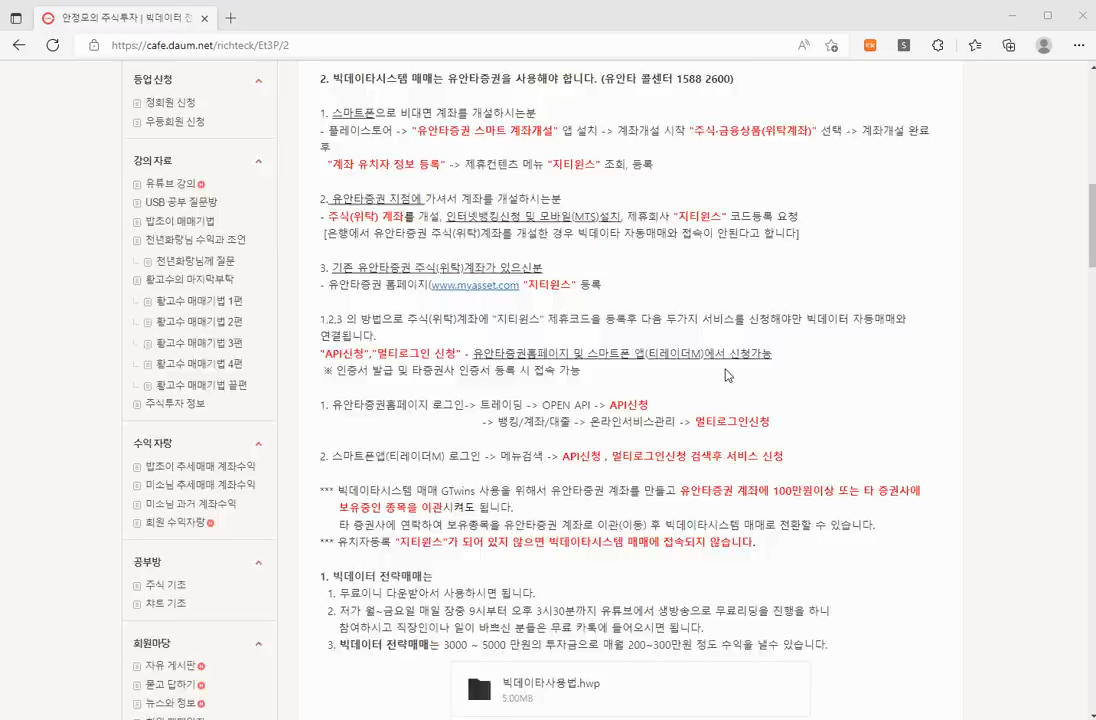 안정모의 주식투자 | 빅데이터 전
https://cafe.daum.net/richteck/Et3P/2
등업 신청
정회원 신청
우등회원 신청
강의 자료
유튜브 강의
USB 공부 질문방
밥조이 매매기법
천년화랑님 수익과 조언
천년화랑님께 질문
황고수의 마지막부탁
황고수 매매기법 1편
황고수 매매기법 2편
황고수 매매기법 3편
황고수 매매기법 4편
황고수 매매기법 끝편
주식투자 정보
수익 자랑
밥조이 추세매매 계좌수익
미소님 추세매매 계좌수익
미소님 과거 계좌수익
회원 수익자랑
공부방
주식 기초
챠트 기초
회원마당
자유 게시판
묻고 답하기
뉴스와 정보
2. 빅데이타시스템 매매는 유안타증권을 사용해야 합니다. (유안타 콜센터 1588 2600)
1. 스마트폰으로 비대면 계좌를 개설하시는분
- 플레이스토어 -> "유안타증권 스마트 계좌개설" 앱 설치 -> 계좌개설 시작 "주식·금융상품(위탁계좌)" 선택 -> 계좌개설 완료
후
"계좌 유치자 정보 등록" -> 제휴컨텐츠 메뉴 "지티윈스" 조회, 등록
2. 유안타증권 지점에 가셔서 계좌를 개설하시는분
- 주식(위탁) 계좌를 개설, 인터넷뱅킹신청 및 모바일(MTS)설치, 제휴회사 "지티윈스" 코드등록 요청
[은행에서 유안타증권 주식(위탁)계좌를 개설한 경우 빅데이타 자동매매와 접속이 안된다고 합니다]
3. 기존 유안타증권 주식(위탁)계좌가 있으신분
- 유안타증권 홈페이지(www.myasset.com "지티윈스" 등록
1,2,3 의 방법으로 주식(위탁)계좌에 "지티윈스" 제휴코드을 등록후 다음 두가지 서비스를 신청해야만 빅데이터 자동매매와
연결됩니다.
"API신청","멀티로그인 신청" - 유안타증권홈페이지 및 스마트폰 앱(티레이더M)에서 신청가능
※ 인증서 발급 및 타증권사 인증서 등록 시 접속 가능
1. 유안타증권홈페이지 로그인-> 트레이딩 -> OPEN API -> API신청
-> 뱅킹/계좌/대출 -> 온라인서비스관리 -> 멀티로그인신청
2. 스마트폰앱(티레이더M) 로그인 -> 메뉴검색 -> API신청 , 멀티로그인신청 검색후 서비스 신청
*** 빅데이타시스템 매매 GTwins 사용을 위해서 유안타증권 계좌를 만들고 유안타증권 계좌에 100만원이상 또는 타 증권사에
보유중인 종목을 이관시켜도 됩니다.
타 증권사에 연락하여 보유종목을 유안타증권 계좌로 이관(이동) 후 빅데이타시스템 매매로 전환할 수 있습니다.
*** 유치자등록 "지티윈스"가 되어 있지 않으면 빅데이타시스템 매매에 접속되지 않습니다.
1. 빅데이터 전략매매는
1. 무료이니 다운받아서 사용하시면 됩니다.
2. 저가 월~금요일 매일 장중 9시부터 오후 3시30분까지 유튜브에서 생방송으로 무료리딩을 진행을 하니
참여하시고 직장인이나 일이 바쁘신 분들은 무료 카톡에 들어오시면 됩니다.
3. 빅데이터 전략매매는 3000 ~ 5000 만원의 투자금으로 매월 200~300만원 정도 수익을 낼수 있습니다.
빅데이타사용법.hwp
5.00MB